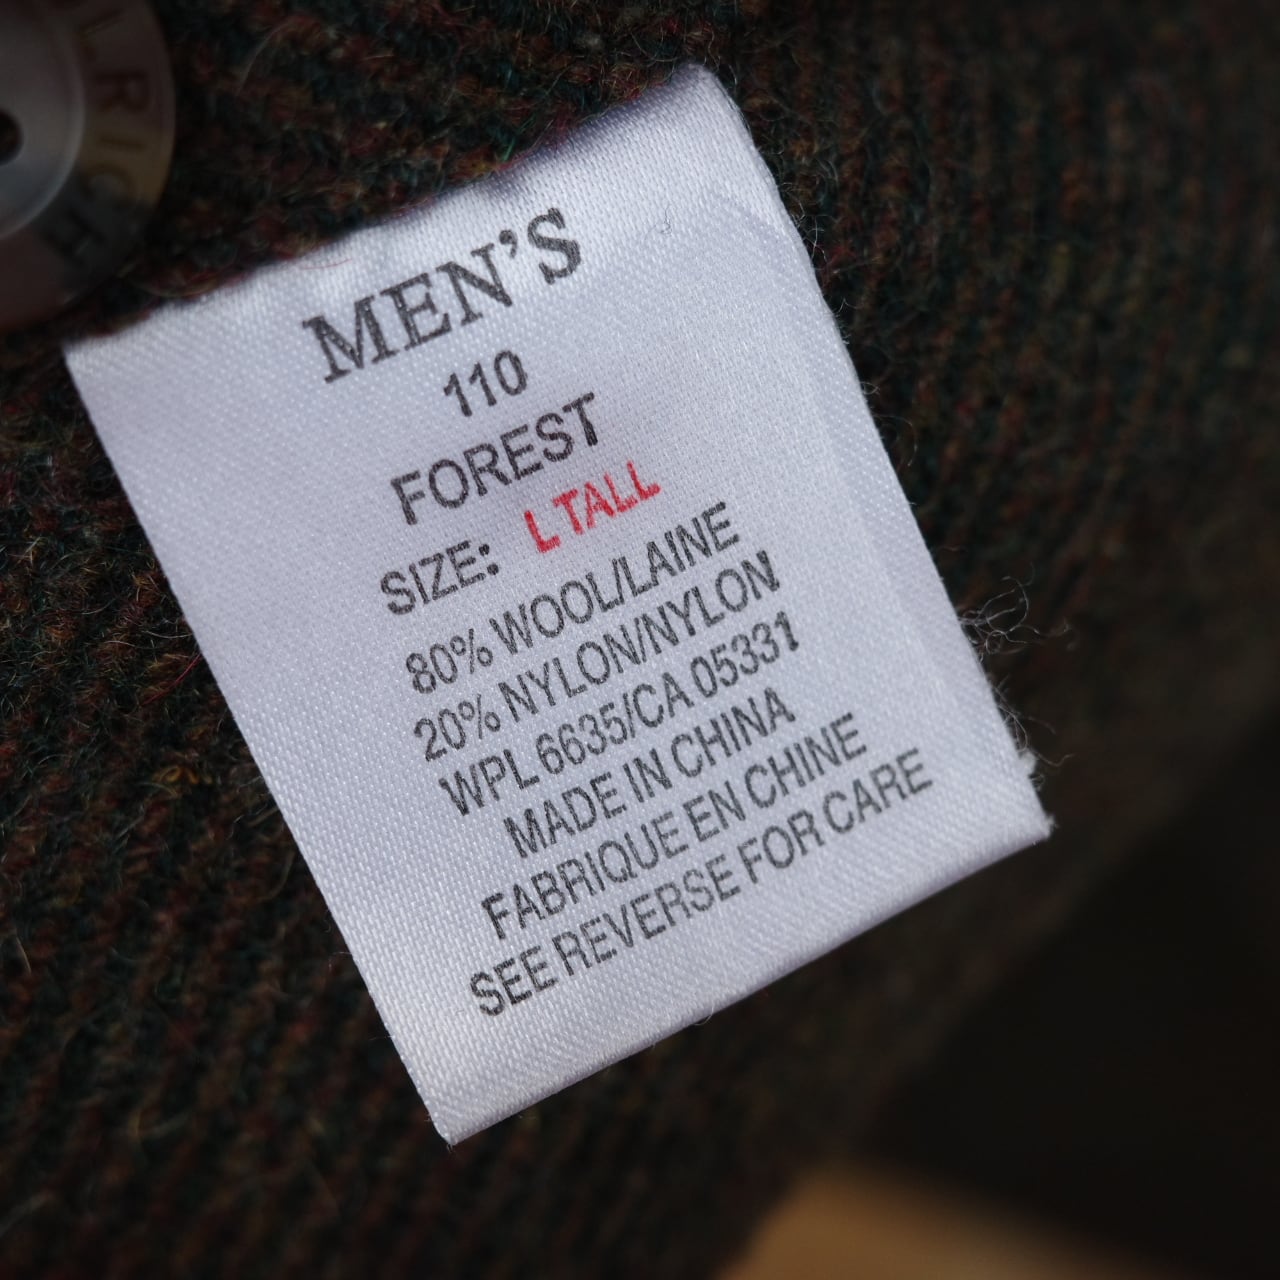 OLRICH
MEN'S
110
FOREST
SIZE: L TALL
80% WOOL/LAINE
20% NYLON/NYLON
WPL 6635/CA 05331
MADE IN CHINA
FABRIQUE EN CHINE
SEE REVERSE FOR CARE